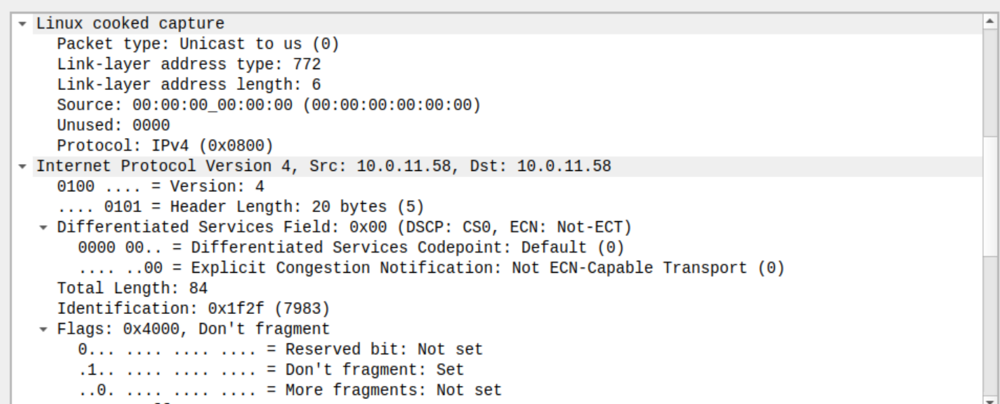 Linux cooked capture
Packet type: Unicast to us (0)
Link-layer address type: 772
Link-layer address length: 6
Source: 00:00:00_00:00:00 (00:00:00:00:00:00)
Unused: 0000
Protocol: IPv4 (0x0800)
Internet Protocol Version 4, Src: 10.0.11.58, Dst: 10.0.11.58
0100 .... = Version: 4
.... 0101 = Header Length: 20 bytes (5)
Differentiated Services Field: 0x00 (DSCP: CS0, ECN: Not-ECT)
0000 00.. = Differentiated Services Codepoint: Default (0)
.... ..00 = Explicit Congestion Notification: Not ECN-Capable Transport (0)
Total Length: 84
Identification: 0x1f2f (7983)
Flags: 0x4000, Don't fragment
0... .... .... .... = Reserved bit: Not set
.1.. .... .... .... = Don't fragment: Set
..0. .... .... .... = More fragments: Not set